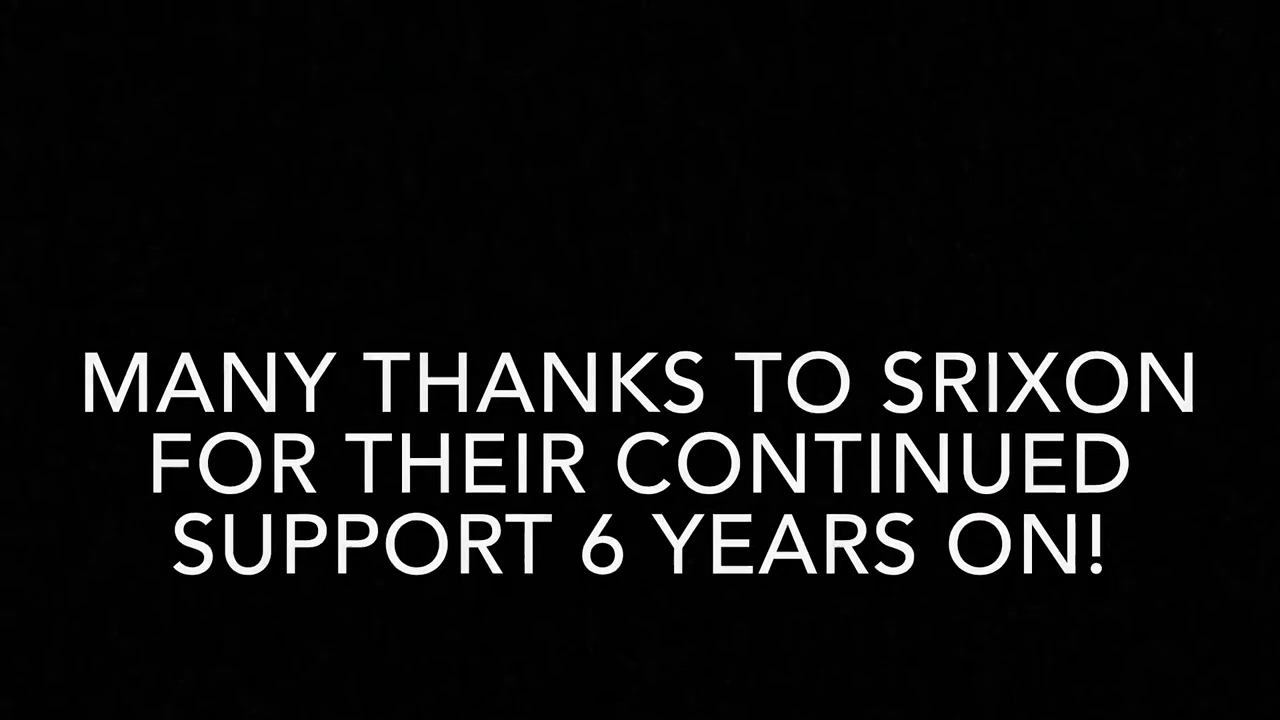 MANY THANKS TO SRIXON
FOR THEIR CONTINUED
SUPPORT 6 YEARS ON!